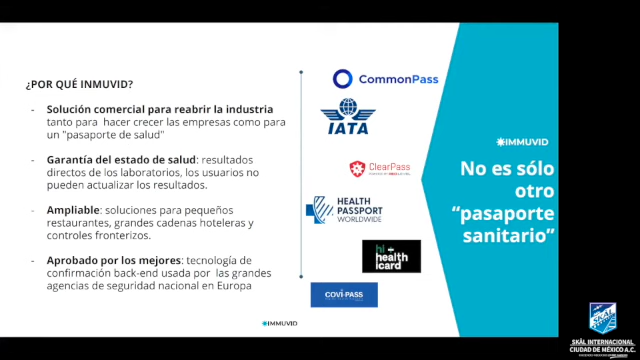 ¿POR QUÉ INMUVID?
- Solución comercial para reabrir la industria
tanto para hacer crecer las empresas como para
un "pasaporte de salud"
- Garantía del estado de salud: resultados
directos de los laboratorios, los usuarios no
pueden actualizar los resultados.
- Ampliable: soluciones para pequeños
restaurantes, grandes cadenas hoteleras y
controles fronterizos.
- Aprobado por los mejores: tecnología de
confirmación back-end usada por las grandes
agencias de seguridad nacional en Europa
CommonPass
IATA
ClearPass
HEALTH
PASSPORT
WORLDWIDE
hi
health
icard
COVI-PASS
IMMUVID
IMMUVID
No es sólo
otro
“pasaporte
sanitario”
SKÅL
SKÅL INTERNACIONAL
CIUDAD DE MÉXICO A.C.